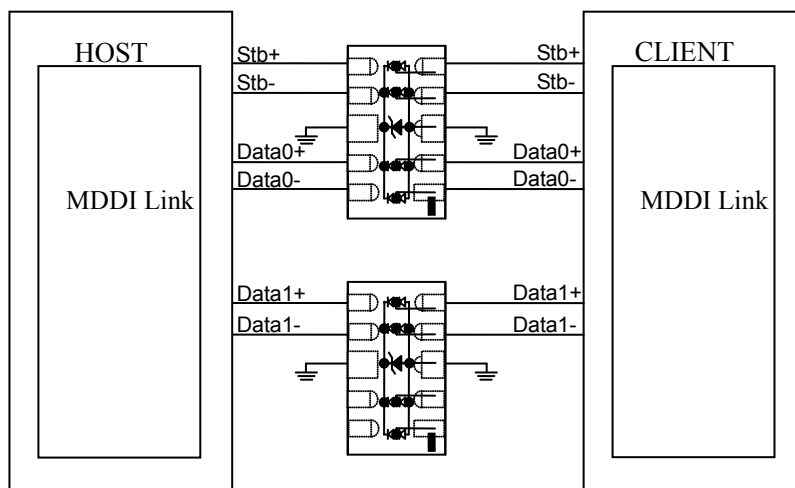 HOST
CLIENT
Stb+
Stb+
Stb-
Stb-
Data0+
Data0+
Data0-
Data0-
MDDI Link
MDDI Link
Data1+
Data1+
Data1-
Data1-